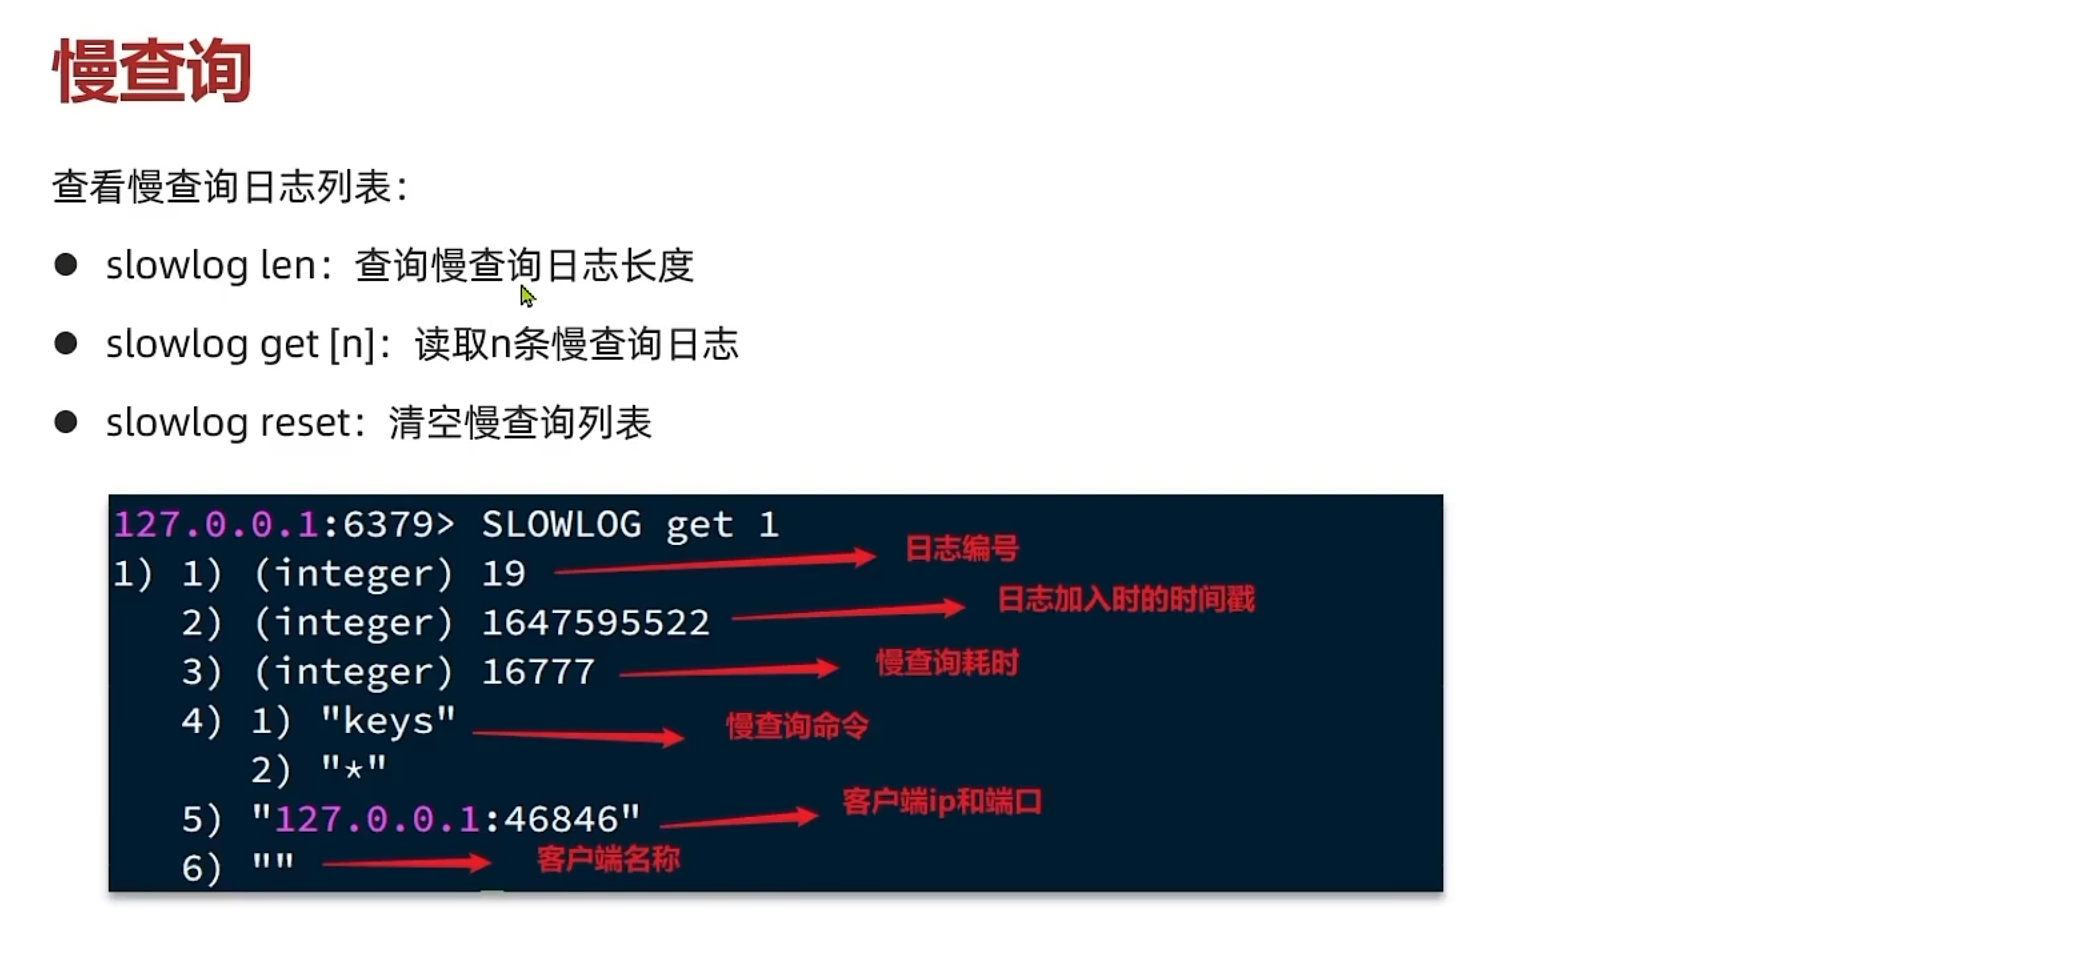 慢查询
查看慢查询日志列表：
● slowlog len：查询慢查询日志长度
● slowlog get [n]：读取n条慢查询日志
● slowlog reset：清空慢查询列表
127.0.0.1:6379> SLOWLOG get 1
1) 1) (integer) 19 日志编号
2) (integer) 1647595522 日志加入时的时间戳
3) (integer) 16777 慢查询耗时
4) 1) "keys" 慢查询命令
2) "*"
5) "127.0.0.1:46846" 客户端ip和端口
6) "" 客户端名称